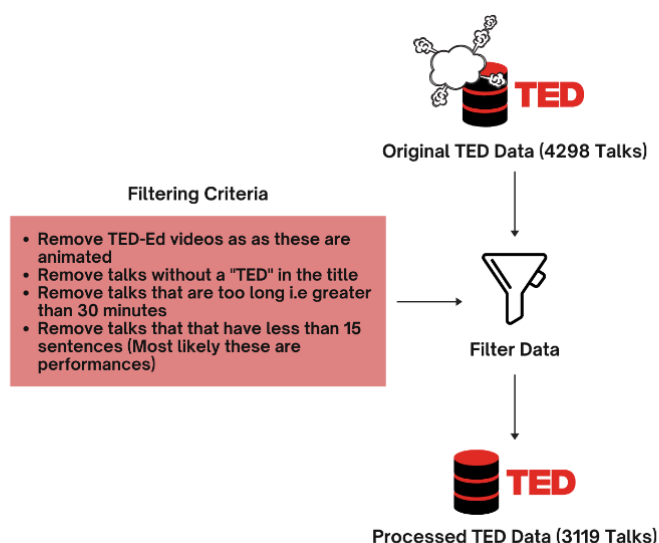 TED
Original TED Data (4298 Talks)
Filtering Criteria
• Remove TED-Ed videos as as these are
animated
• Remove talks without a "TED" in the title
• Remove talks that are too long i.e greater
than 30 minutes
• Remove talks that that have less than 15
sentences (Most likely these are
performances)
Filter Data
TED
Processed TED Data (3119 Talks)